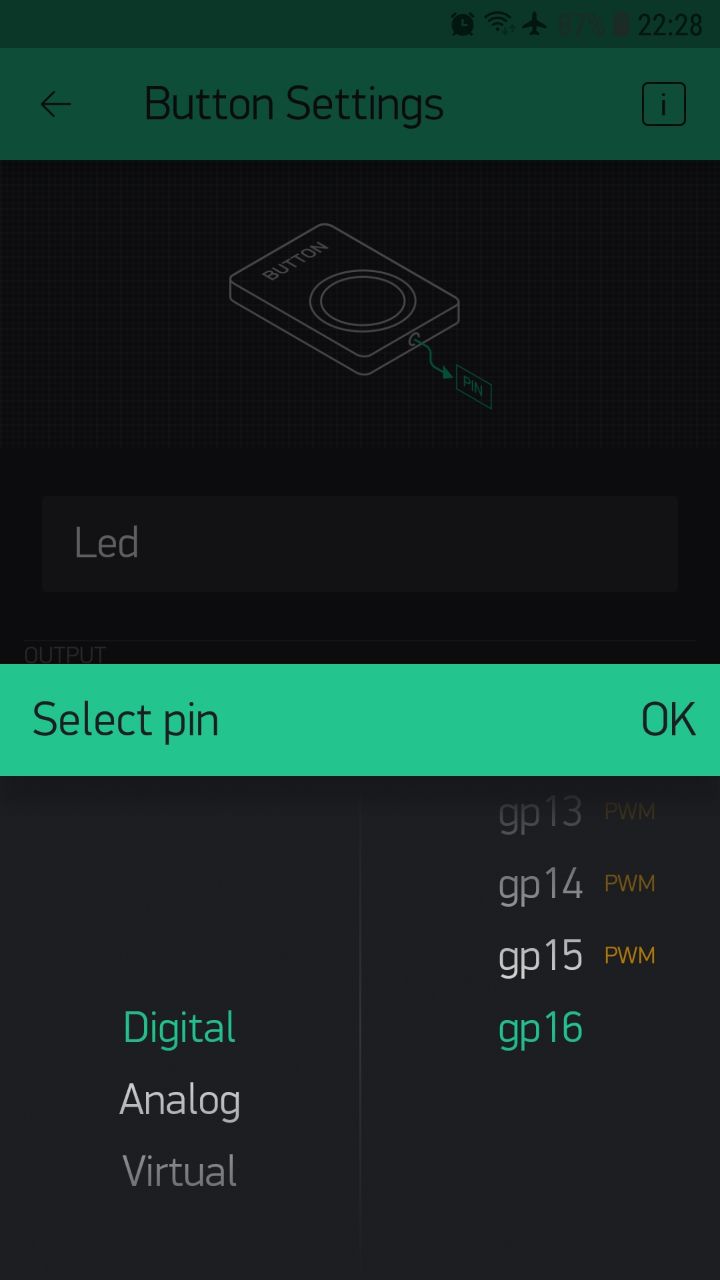 87% 22:28
Button Settings
i
BUTTON
PIN
Led
OUTPUT
Select pin OK
gp13 PWM
gp14 PWM
gp15 PWM
Digital gp16
Analog
Virtual